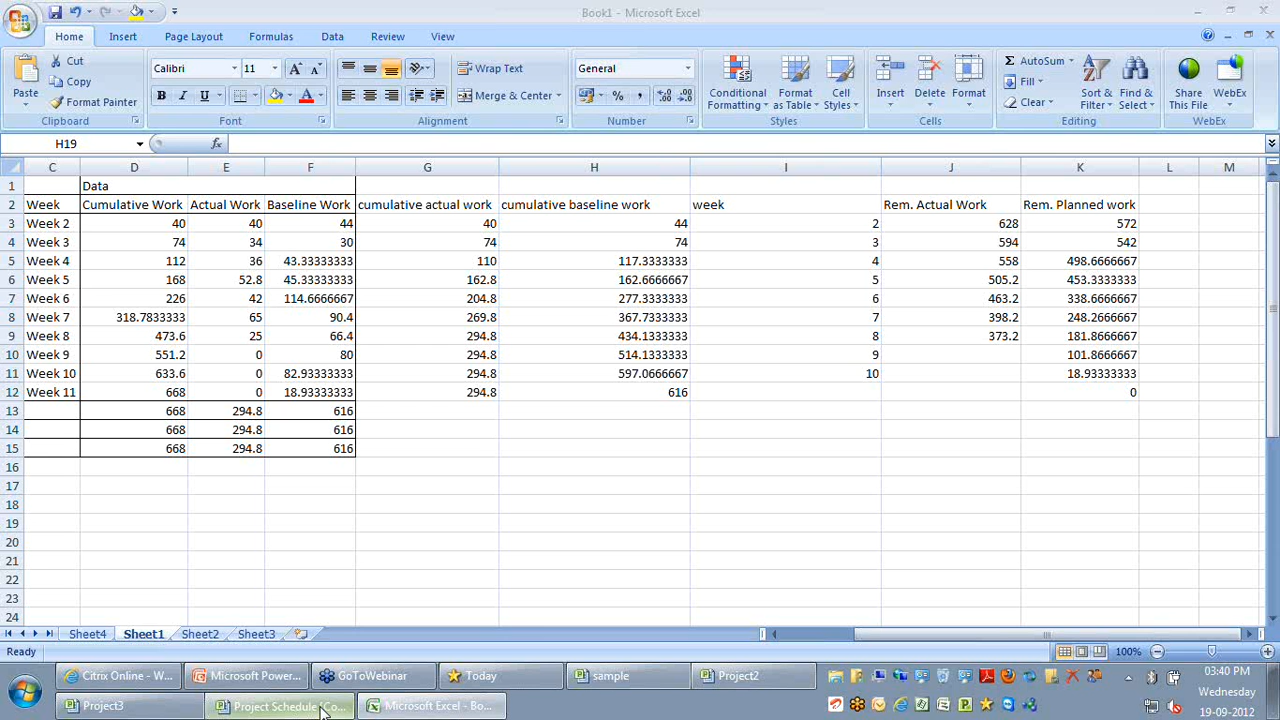 Book1 - Microsoft Excel
Home Insert Page Layout Formulas Data Review View
Paste Cut Copy Format Painter Clipboard
Calibri 11 B I U A A A Font
Wrap Text Merge & Center Alignment
General % , Number
Conditional Formatting Format as Table Cell Styles Styles
Insert Delete Format Cells
Σ AutoSum Fill Clear Sort & Filter Find & Select Editing
Share This File WebEx WebEx
H19 fx
C D E F G H I J K L M
1 Data
2 Week Cumulative Work Actual Work Baseline Work cumulative actual work cumulative baseline work week Rem. Actual Work Rem. Planned work
3 Week 2 40 40 44 40 44 2 628 572
4 Week 3 74 34 30 74 74 3 594 542
5 Week 4 112 36 43.33333333 110 117.3333333 4 558 498.6666667
6 Week 5 168 52.8 45.33333333 162.8 162.6666667 5 505.2 453.3333333
7 Week 6 226 42 114.6666667 204.8 277.3333333 6 463.2 338.6666667
8 Week 7 318.7833333 65 90.4 269.8 367.7333333 7 398.2 248.2666667
9 Week 8 473.6 25 66.4 294.8 434.1333333 8 373.2 181.8666667
10 Week 9 551.2 0 80 294.8 514.1333333 9 101.8666667
11 Week 10 633.6 0 82.93333333 294.8 597.0666667 10 18.93333333
12 Week 11 668 0 18.93333333 294.8 616 0
13 668 294.8 616
14 668 294.8 616
15 668 294.8 616
16
17
18
19
20
21
22
23
24
Sheet4 Sheet1 Sheet2 Sheet3
Ready 100%
Citrix Online - W... Microsoft Power... GoToWebinar Today sample Project2 03:40 PM
Wednesday
Project3 Project Schedule (Co... Microsoft Excel - Bo... 19-09-2012